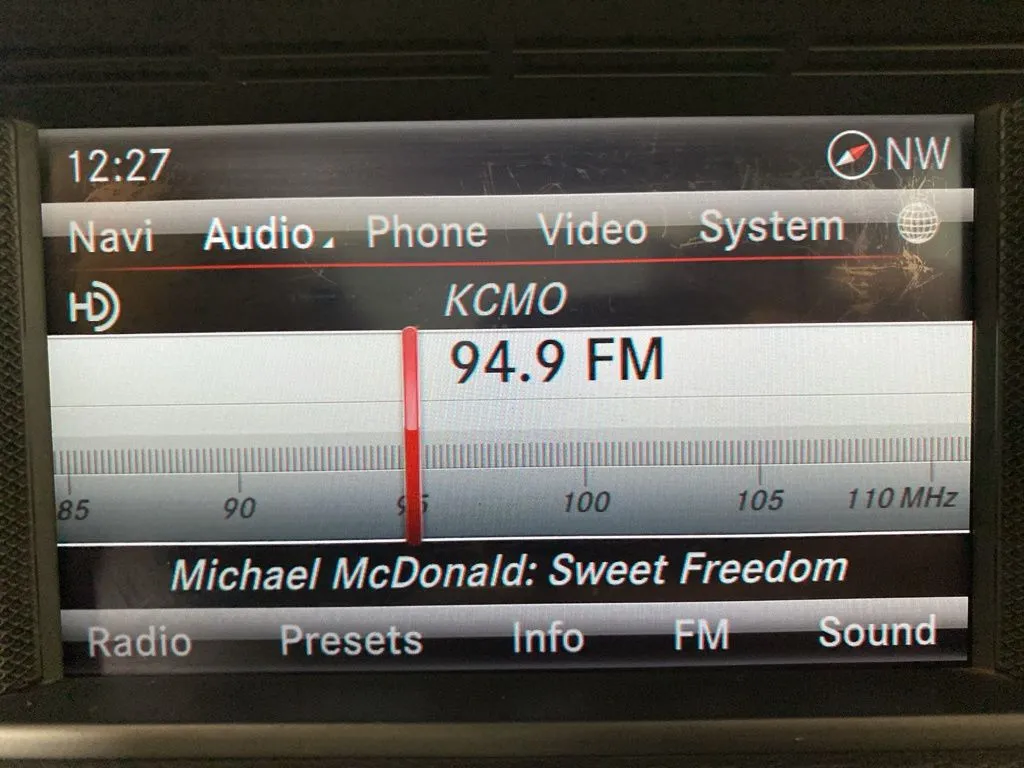 12:27 NW
Navi Audio Phone Video System
HD KCMO
94.9 FM
85 90 95 100 105 110 MHz
Michael McDonald: Sweet Freedom
Radio Presets Info FM Sound